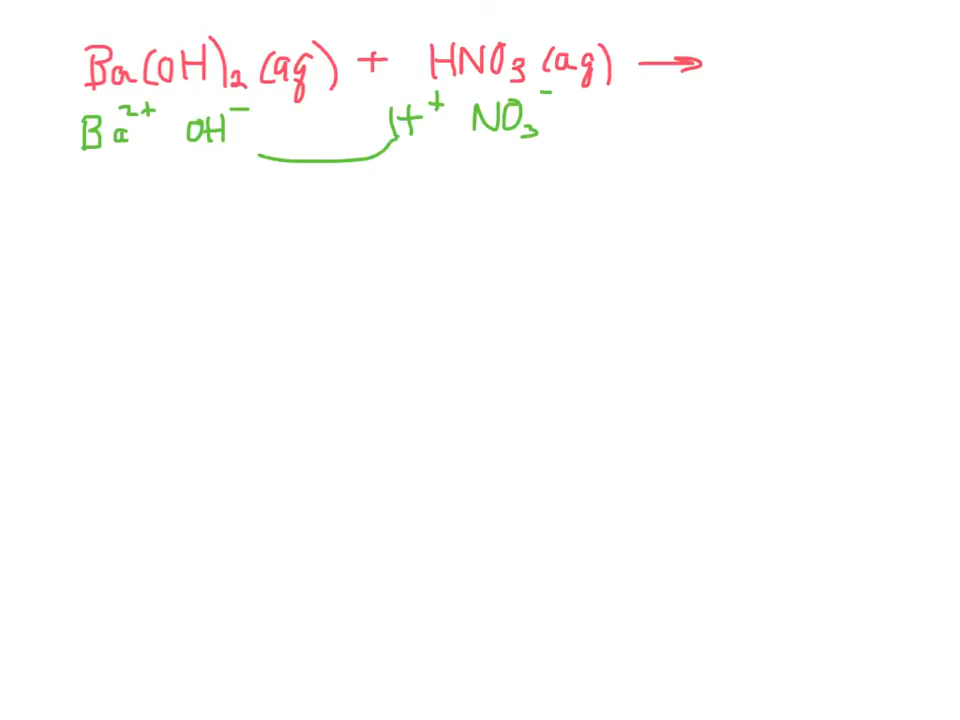 Ba(OH)₂(aq) + HNO₃(aq) →
Ba²⁺ OH⁻ H⁺ NO₃⁻